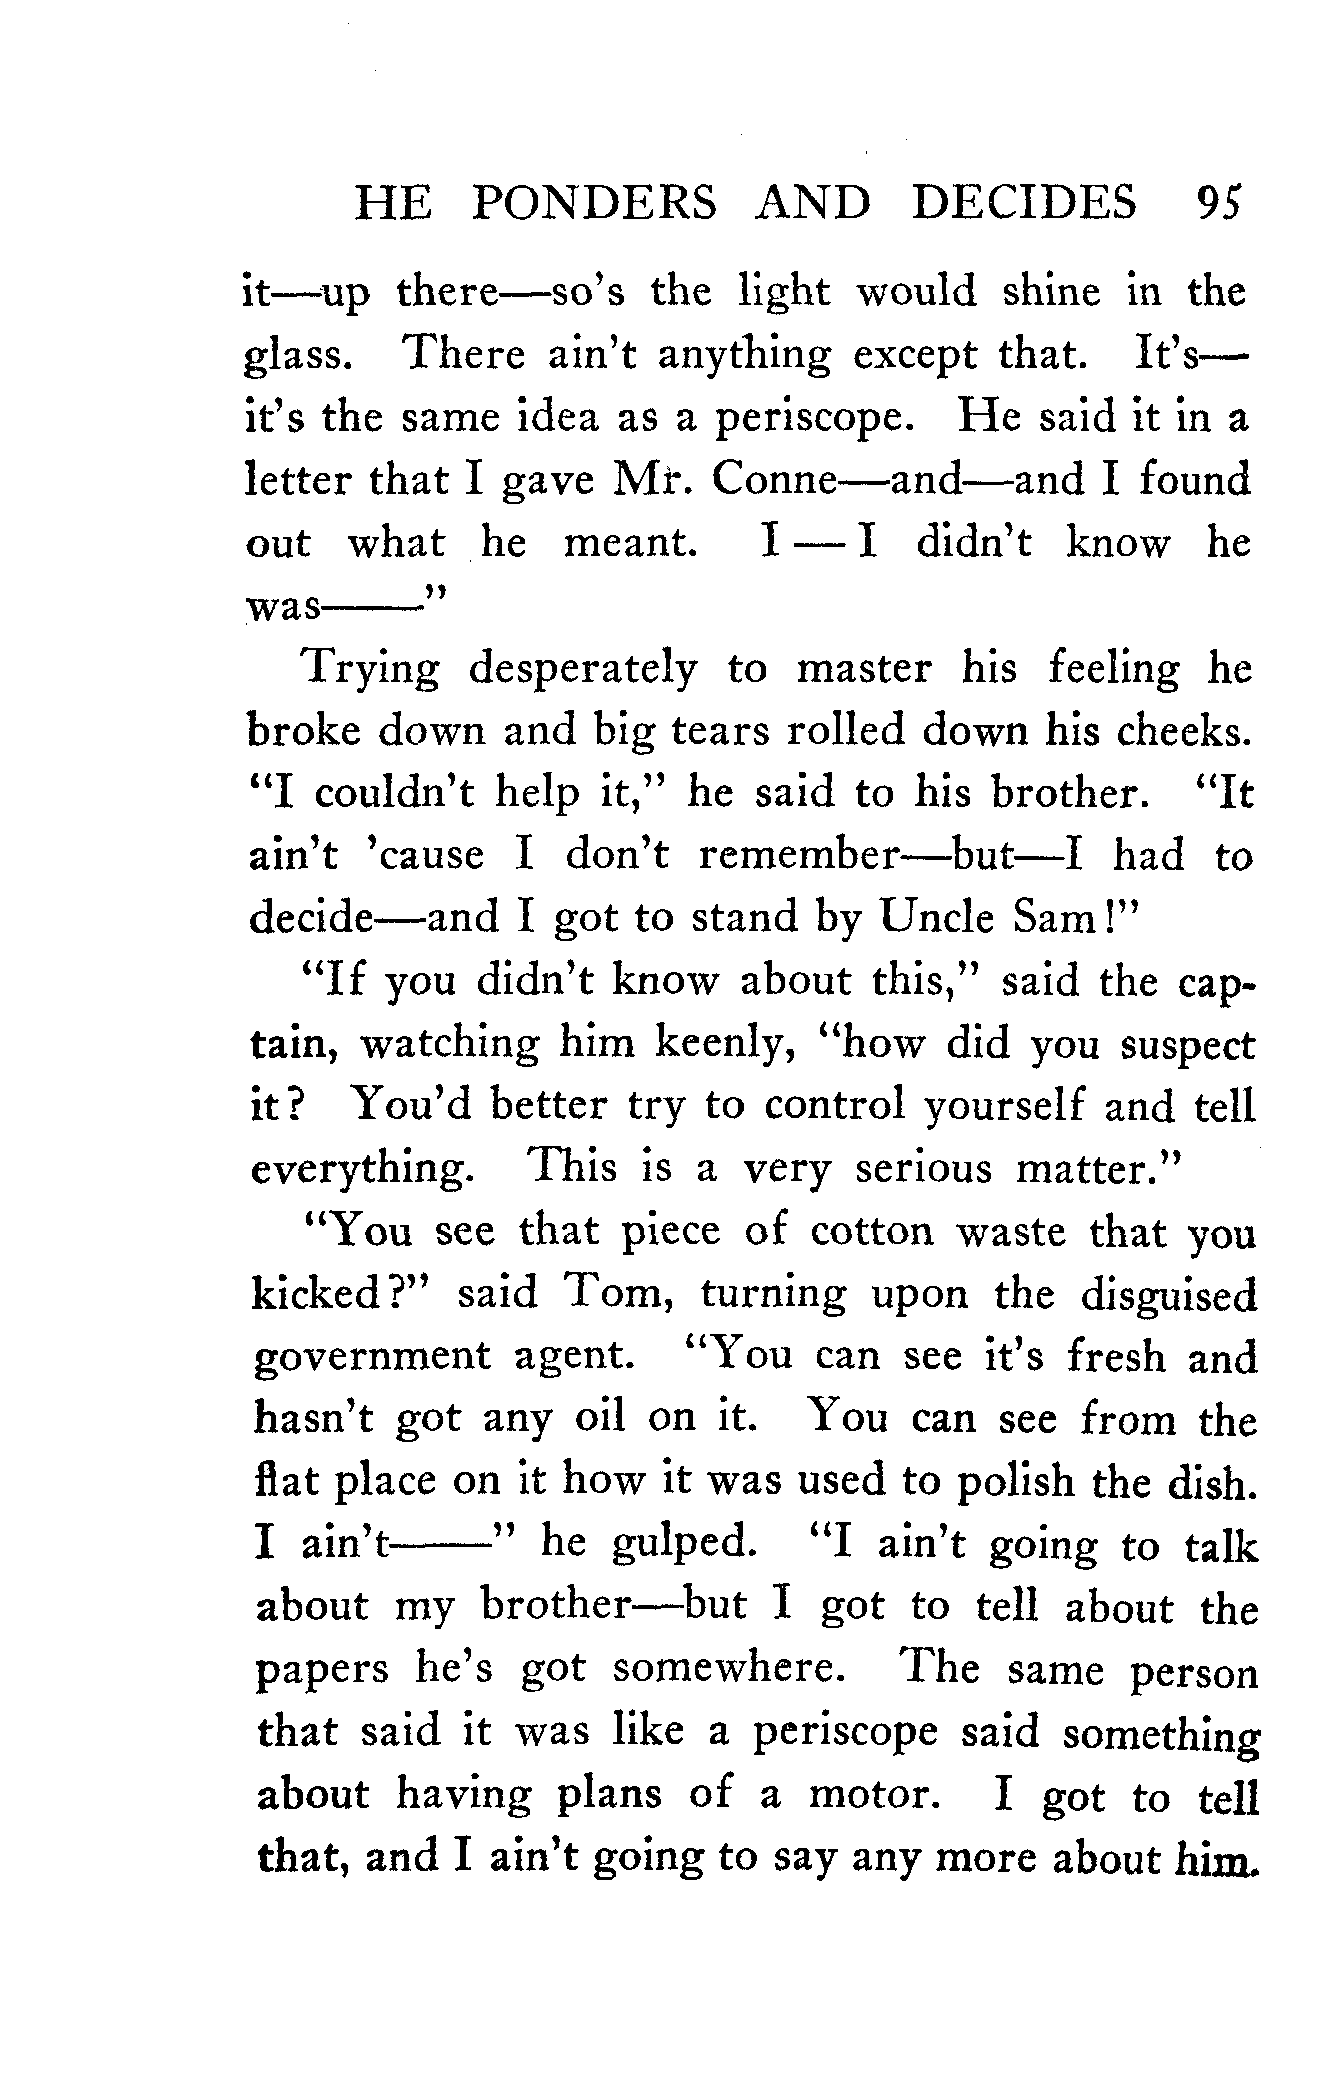 HE PONDERS AND DECIDES 95
it—up there—so's the light would shine in the
glass. There ain't anything except that. It's—
it's the same idea as a periscope. He said it in a
letter that I gave Mr. Conne—and—and I found
out what he meant. I — I didn't know he
was——"
Trying desperately to master his feeling he
broke down and big tears rolled down his cheeks.
"I couldn't help it," he said to his brother. "It
ain't 'cause I don't remember—but—I had to
decide—and I got to stand by Uncle Sam!"
"If you didn't know about this," said the cap-
tain, watching him keenly, "how did you suspect
it? You'd better try to control yourself and tell
everything. This is a very serious matter."
"You see that piece of cotton waste that you
kicked?" said Tom, turning upon the disguised
government agent. "You can see it's fresh and
hasn't got any oil on it. You can see from the
flat place on it how it was used to polish the dish.
I ain't——" he gulped. "I ain't going to talk
about my brother—but I got to tell about the
papers he's got somewhere. The same person
that said it was like a periscope said something
about having plans of a motor. I got to tell
that, and I ain't going to say any more about him.